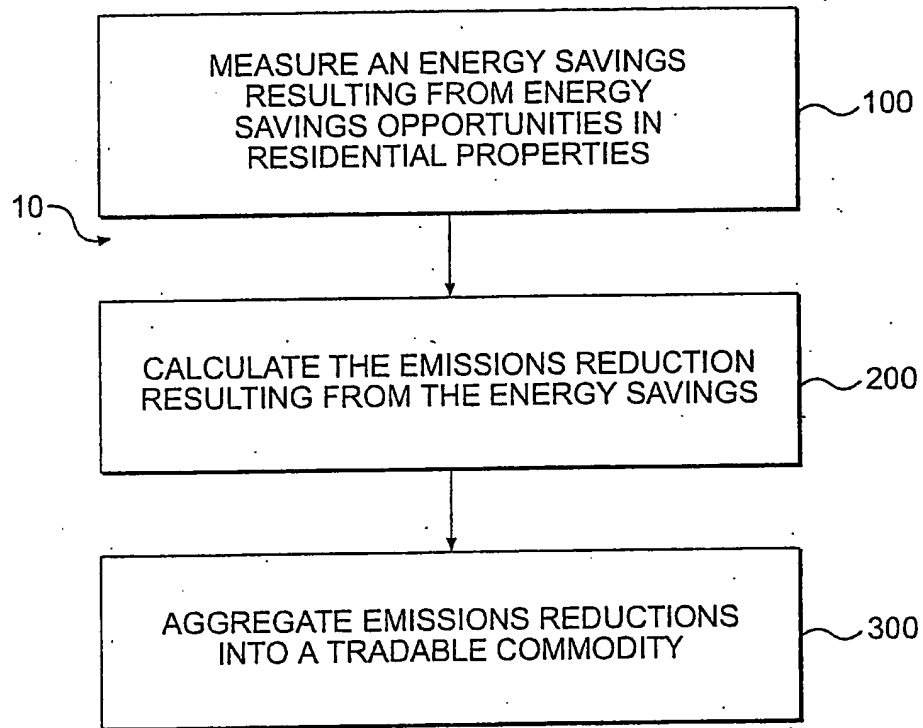 MEASURE AN ENERGY SAVINGS
RESULTING FROM ENERGY
SAVINGS OPPORTUNITIES IN
RESIDENTIAL PROPERTIES
100
10
CALCULATE THE EMISSIONS REDUCTION
RESULTING FROM THE ENERGY SAVINGS
200
AGGREGATE EMISSIONS REDUCTIONS
INTO A TRADABLE COMMODITY
300